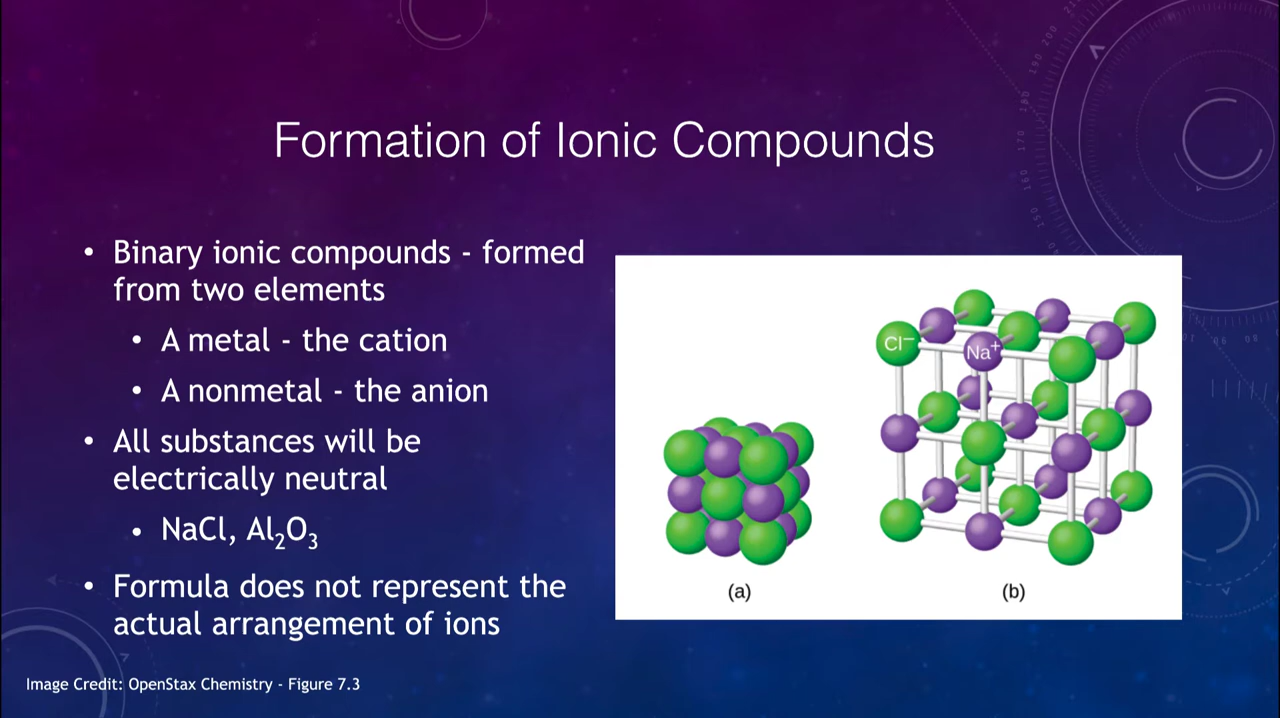 Formation of Ionic Compounds
• Binary ionic compounds - formed
from two elements
• A metal - the cation
• A nonmetal - the anion
• All substances will be
electrically neutral
• NaCl, Al₂O₃
• Formula does not represent the
actual arrangement of ions
Cl⁻
Na⁺
(a)
(b)
Image Credit: OpenStax Chemistry - Figure 7.3